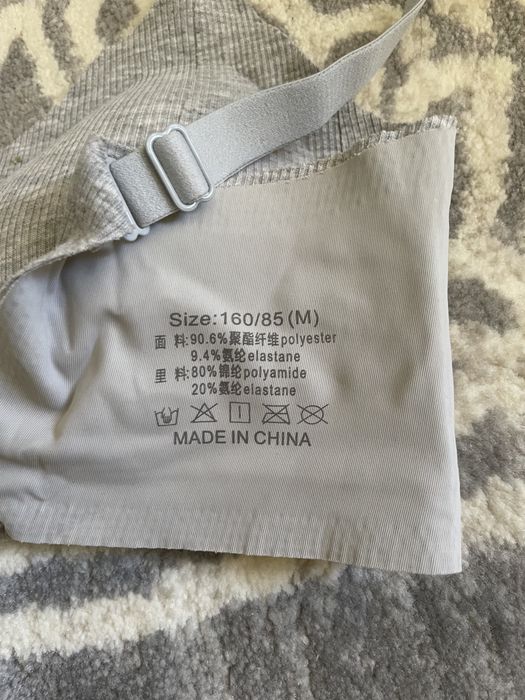 Size:160/85(M)
面 料:90.6%聚酯纤维polyester
9.4%氨纶elastane
里 料:80%锦纶polyamide
20%氨纶elastane
MADE IN CHINA